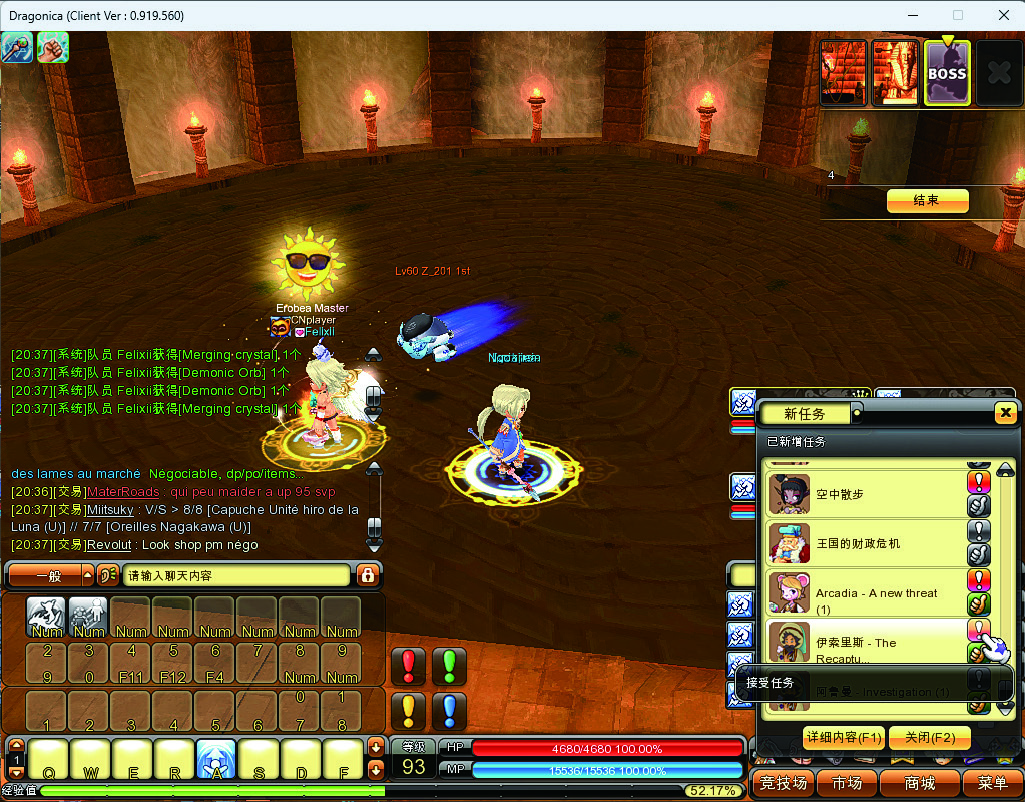 Dragonica (Client Ver : 0.919.560)
BOSS
4
结束
Lv60 Z_201 1st
Erobea Master
CNplayer
Felixii
[20:37][系统]队员 Felixii获得[Merging crystal] 1个
[20:37][系统]队员 Felixii获得[Demonic Orb] 1个
[20:37][系统]队员 Felixii获得[Demonic Orb] 1个
[20:37][系统]队员 Felixii获得[Merging crystal] 1个
des lames au marché Négociable, dp/po/items...
[20:36][交易]MaterRoads : qui peu maider a up 95 svp
[20:37][交易]Miitsuky : V/S > 8/8 [Capuche Unité hiro de la
Luna (U)] // 7/7 [Oreilles Nagakawa (U)]
[20:37][交易]Revolut : Look shop pm négo
一般
请输入聊天内容
Num Num Num Num Num Num Num Num
2 3 4 5 6 7 8 9
9 0 F11 F12 F4 Num Num
0 1
1 2 3 4 5 6 7 8
1
Q W E R A S D F
等级
93
HP
4680/4680 100.00%
MP
15536/15536 100.00%
经验值
52.17%
新任务
已新增任务
空中散步
王国的财政危机
Arcadia - A new threat
(1)
伊索里斯 - The
Recaptu...
接受任务
阿鲁曼 - Investigation (1)
详细内容(F1)
关闭(F2)
竞技场
市场
商城
菜单